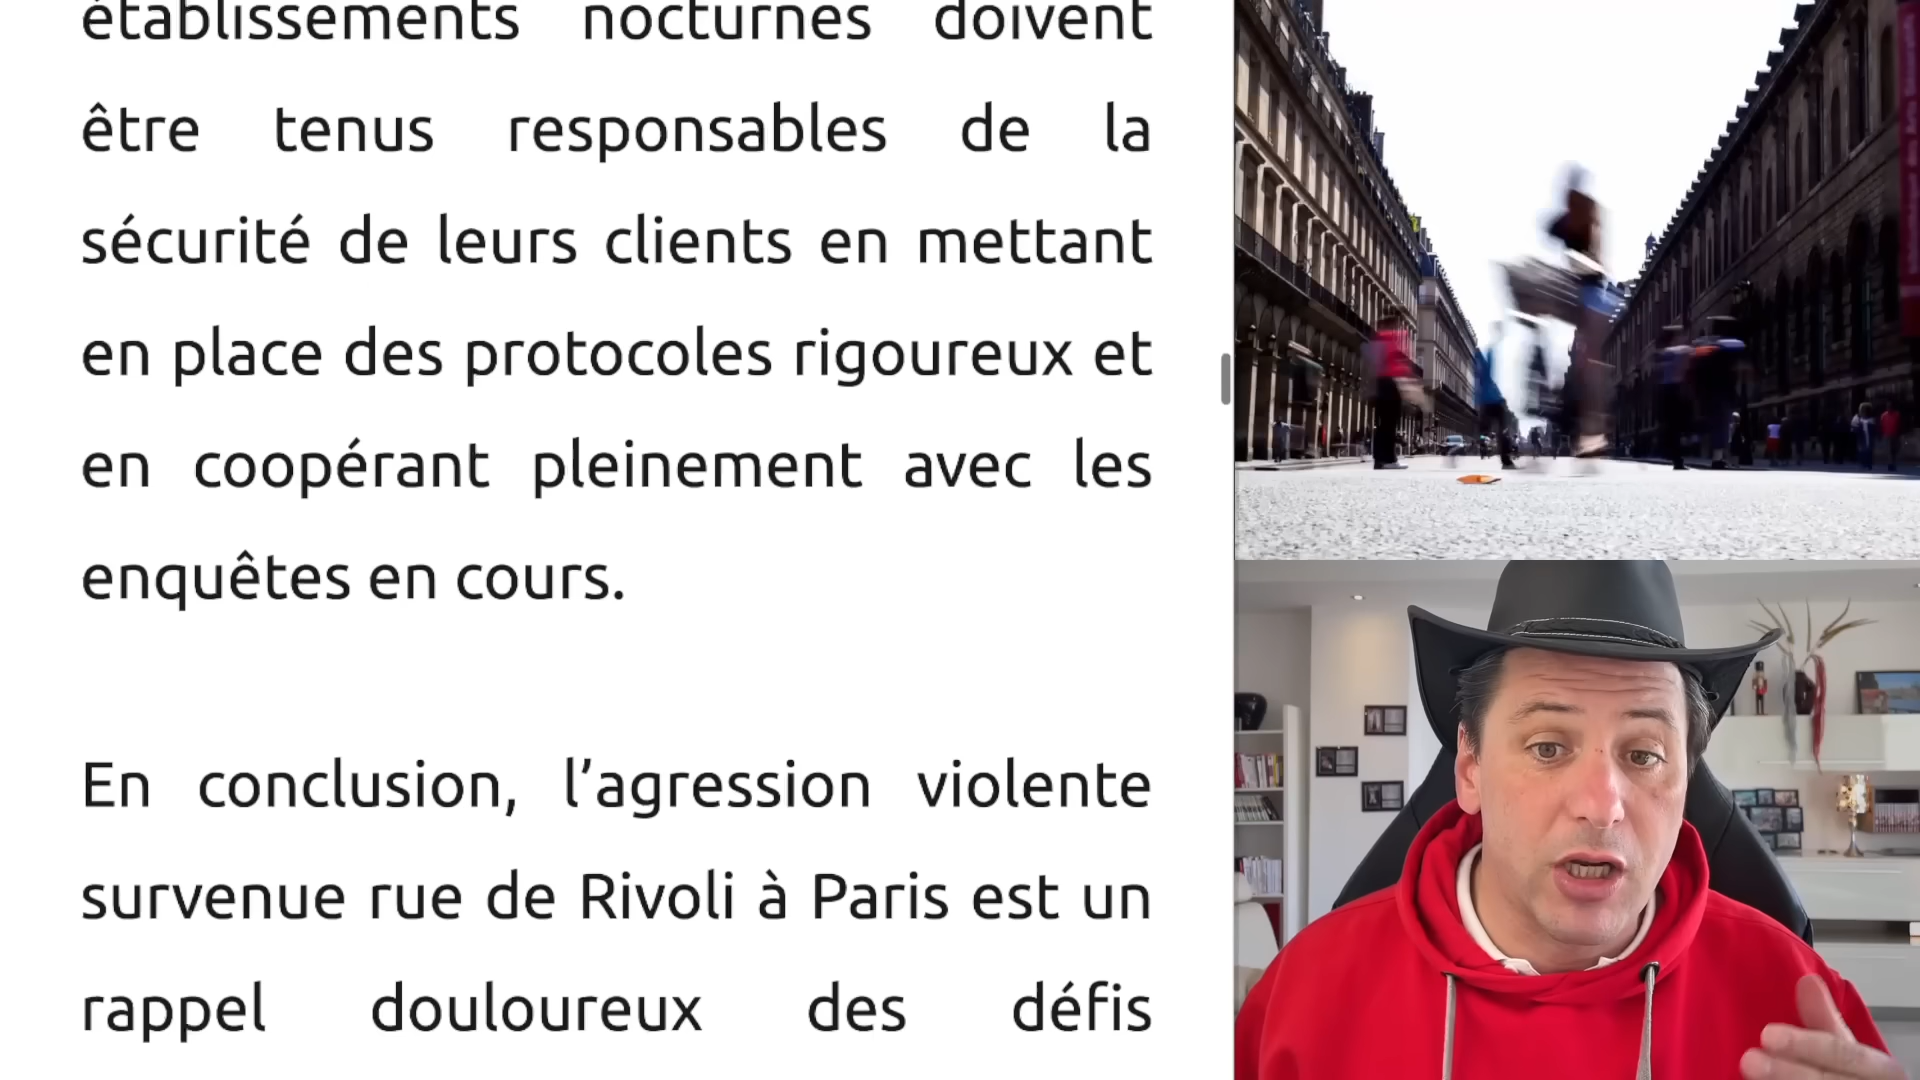 établissements nocturnes doivent
être tenus responsables de la
sécurité de leurs clients en mettant
en place des protocoles rigoureux et
en coopérant pleinement avec les
enquêtes en cours.
En conclusion, l’agression violente
survenue rue de Rivoli à Paris est un
rappel douloureux des défis